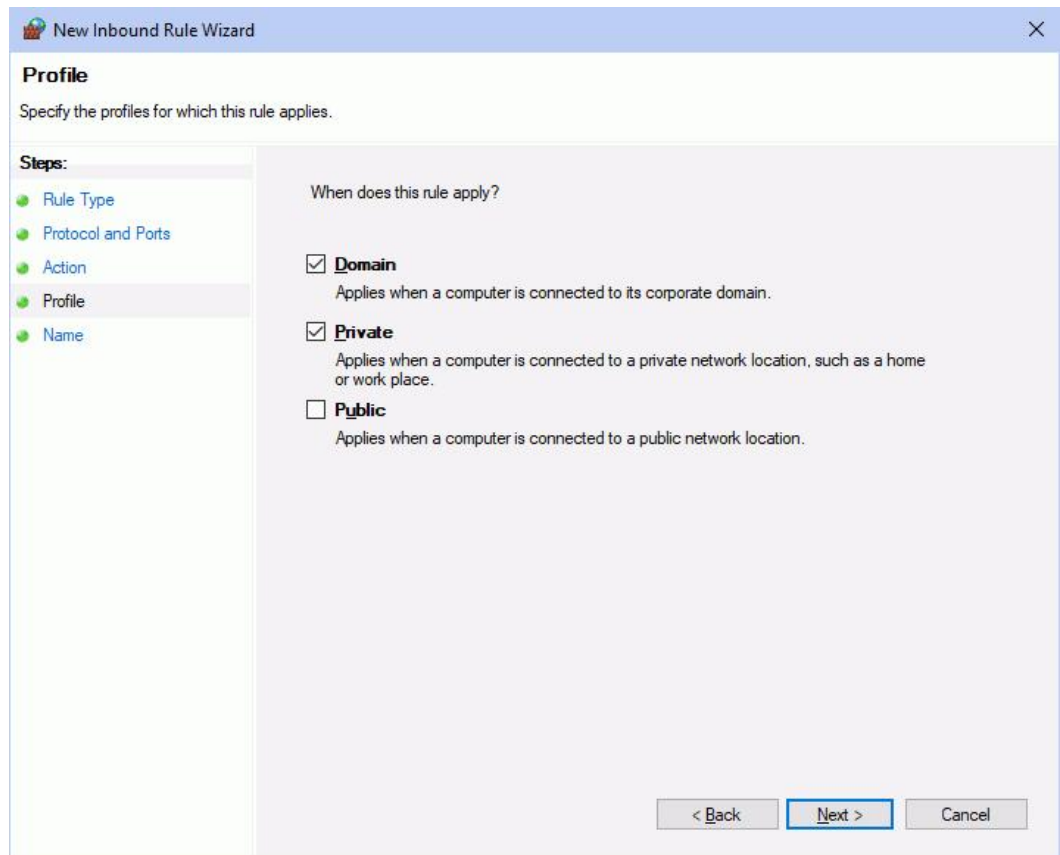 New Inbound Rule Wizard
Profile
Specify the profiles for which this rule applies.
Steps:
Rule Type
Protocol and Ports
Action
Profile
Name
When does this rule apply?
Domain
Applies when a computer is connected to its corporate domain.
Private
Applies when a computer is connected to a private network location, such as a home
or work place.
Public
Applies when a computer is connected to a public network location.
< Back
Next >
Cancel